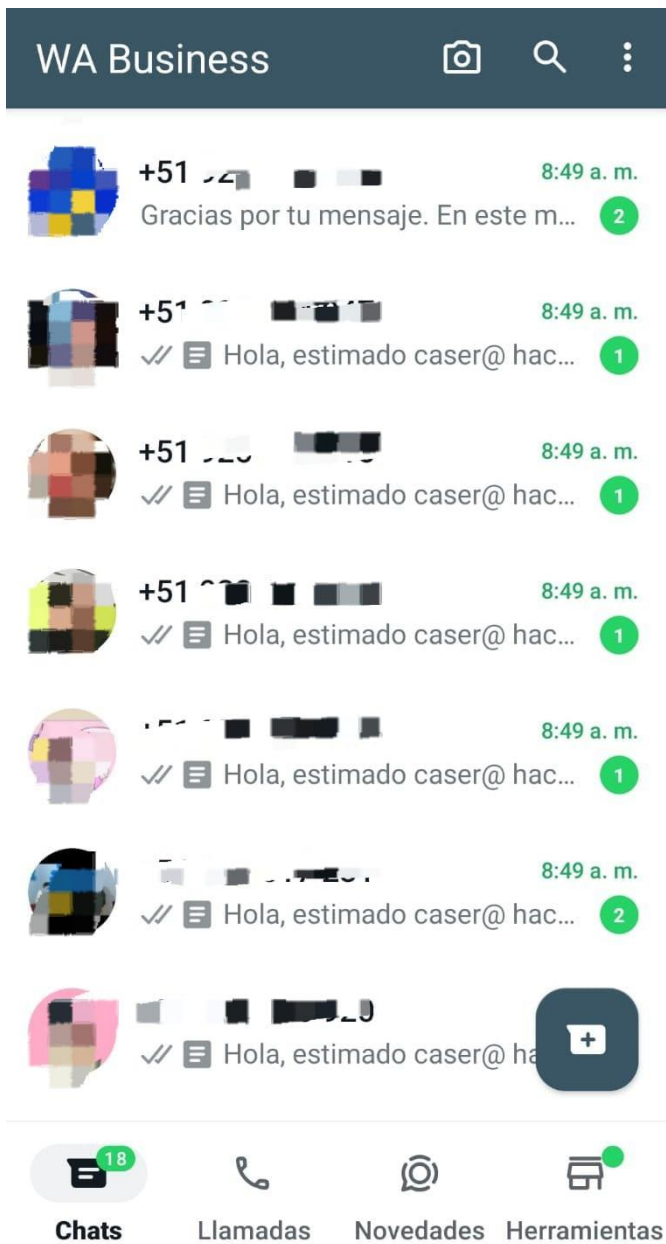 WA Business
+51
8:49 a. m.
Gracias por tu mensaje. En este m...
2
+51
8:49 a. m.
Hola, estimado caser@ hac...
1
+51
8:49 a. m.
Hola, estimado caser@ hac...
1
+51
8:49 a. m.
Hola, estimado caser@ hac...
1
8:49 a. m.
Hola, estimado caser@ hac...
1
8:49 a. m.
Hola, estimado caser@ hac...
2
Hola, estimado caser@ ha
18
Chats Llamadas Novedades Herramientas